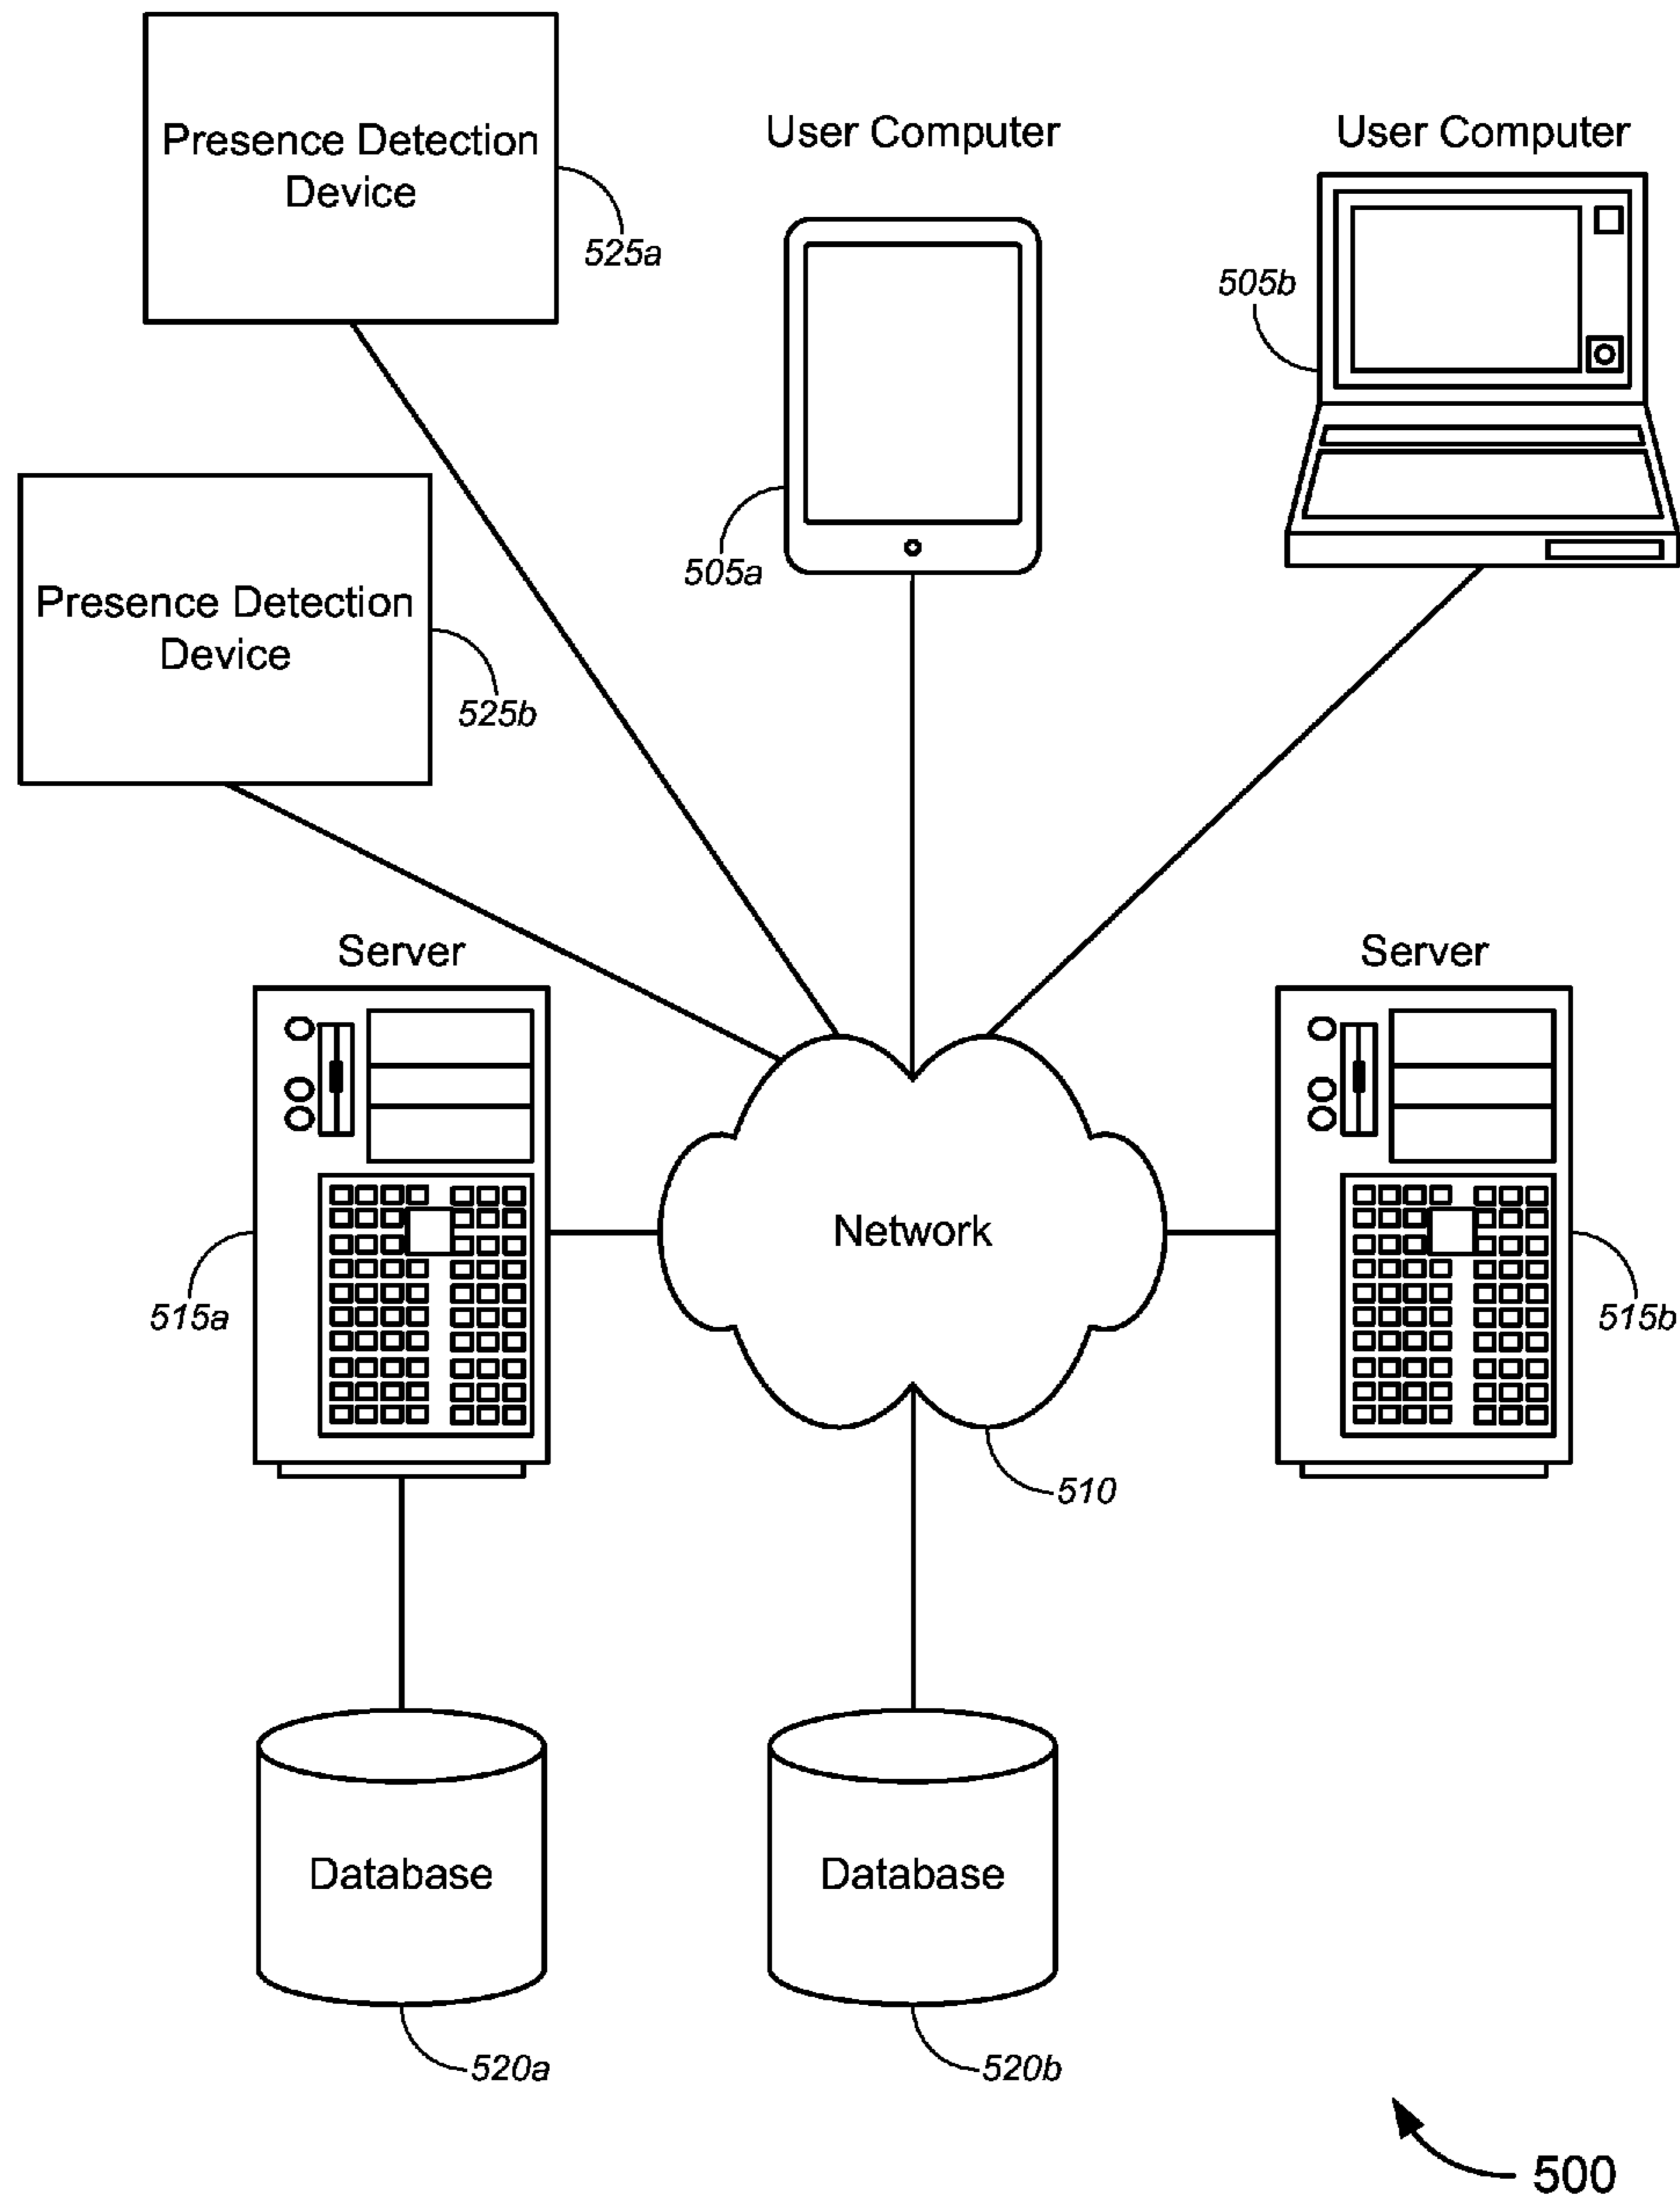 Presence Detection
Device
525a
User Computer
505a
User Computer
505b
Presence Detection
Device
525b
Server
515a
Network
510
Server
515b
Database
520a
Database
520b
500